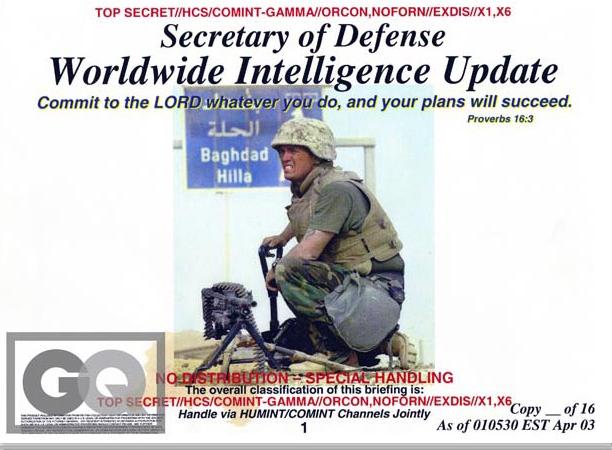 TOP SECRET//HCS/COMINT-GAMMA//ORCON,NOFORN//EXDIS//X1,X6
Secretary of Defense
Worldwide Intelligence Update
Commit to the LORD whatever you do, and your plans will succeed.
Proverbs 16:3
بغداد
الحلة
Baghdad
Hilla
GQ
NO DISTRIBUTION – SPECIAL HANDLING
The overall classification of this briefing is:
TOP SECRET//HCS/COMINT-GAMMA//ORCON,NOFORN//EXDIS//X1,X6
Handle via HUMINT/COMINT Channels Jointly
1
Copy __ of 16
As of 010530 EST Apr 03